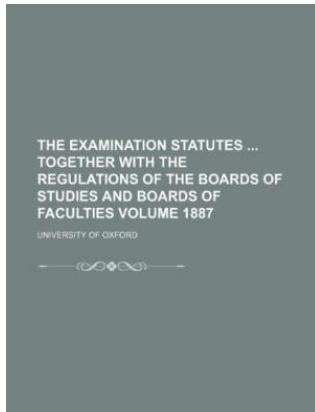 THE EXAMINATION STATUTES ...
TOGETHER WITH THE
REGULATIONS OF THE BOARDS OF
STUDIES AND BOARDS OF
FACULTIES VOLUME 1887
UNIVERSITY OF OXFORD